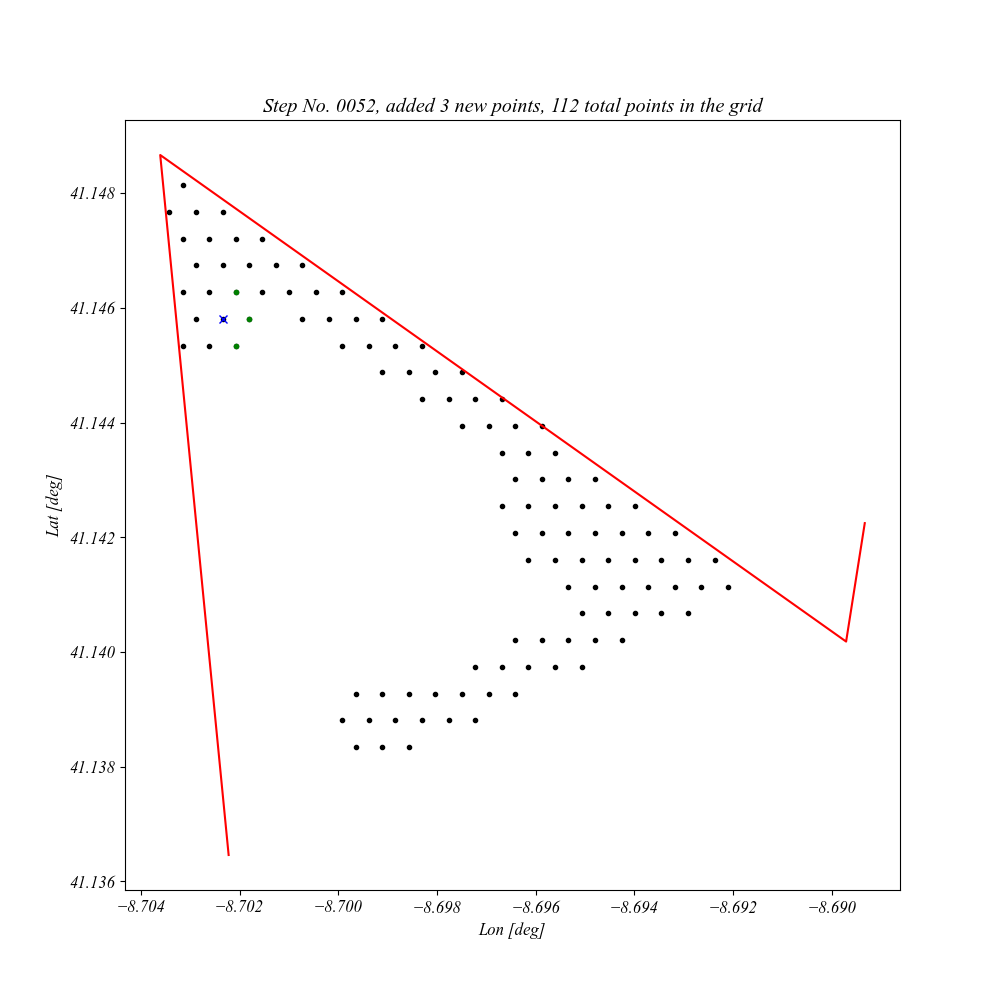 Step No. 0052, added 3 new points, 112 total points in the grid
41.148
41.146
41.144
41.142
41.140
41.138
41.136
Lat [deg]
−8.704 −8.702 −8.700 −8.698 −8.696 −8.694 −8.692 −8.690
Lon [deg]